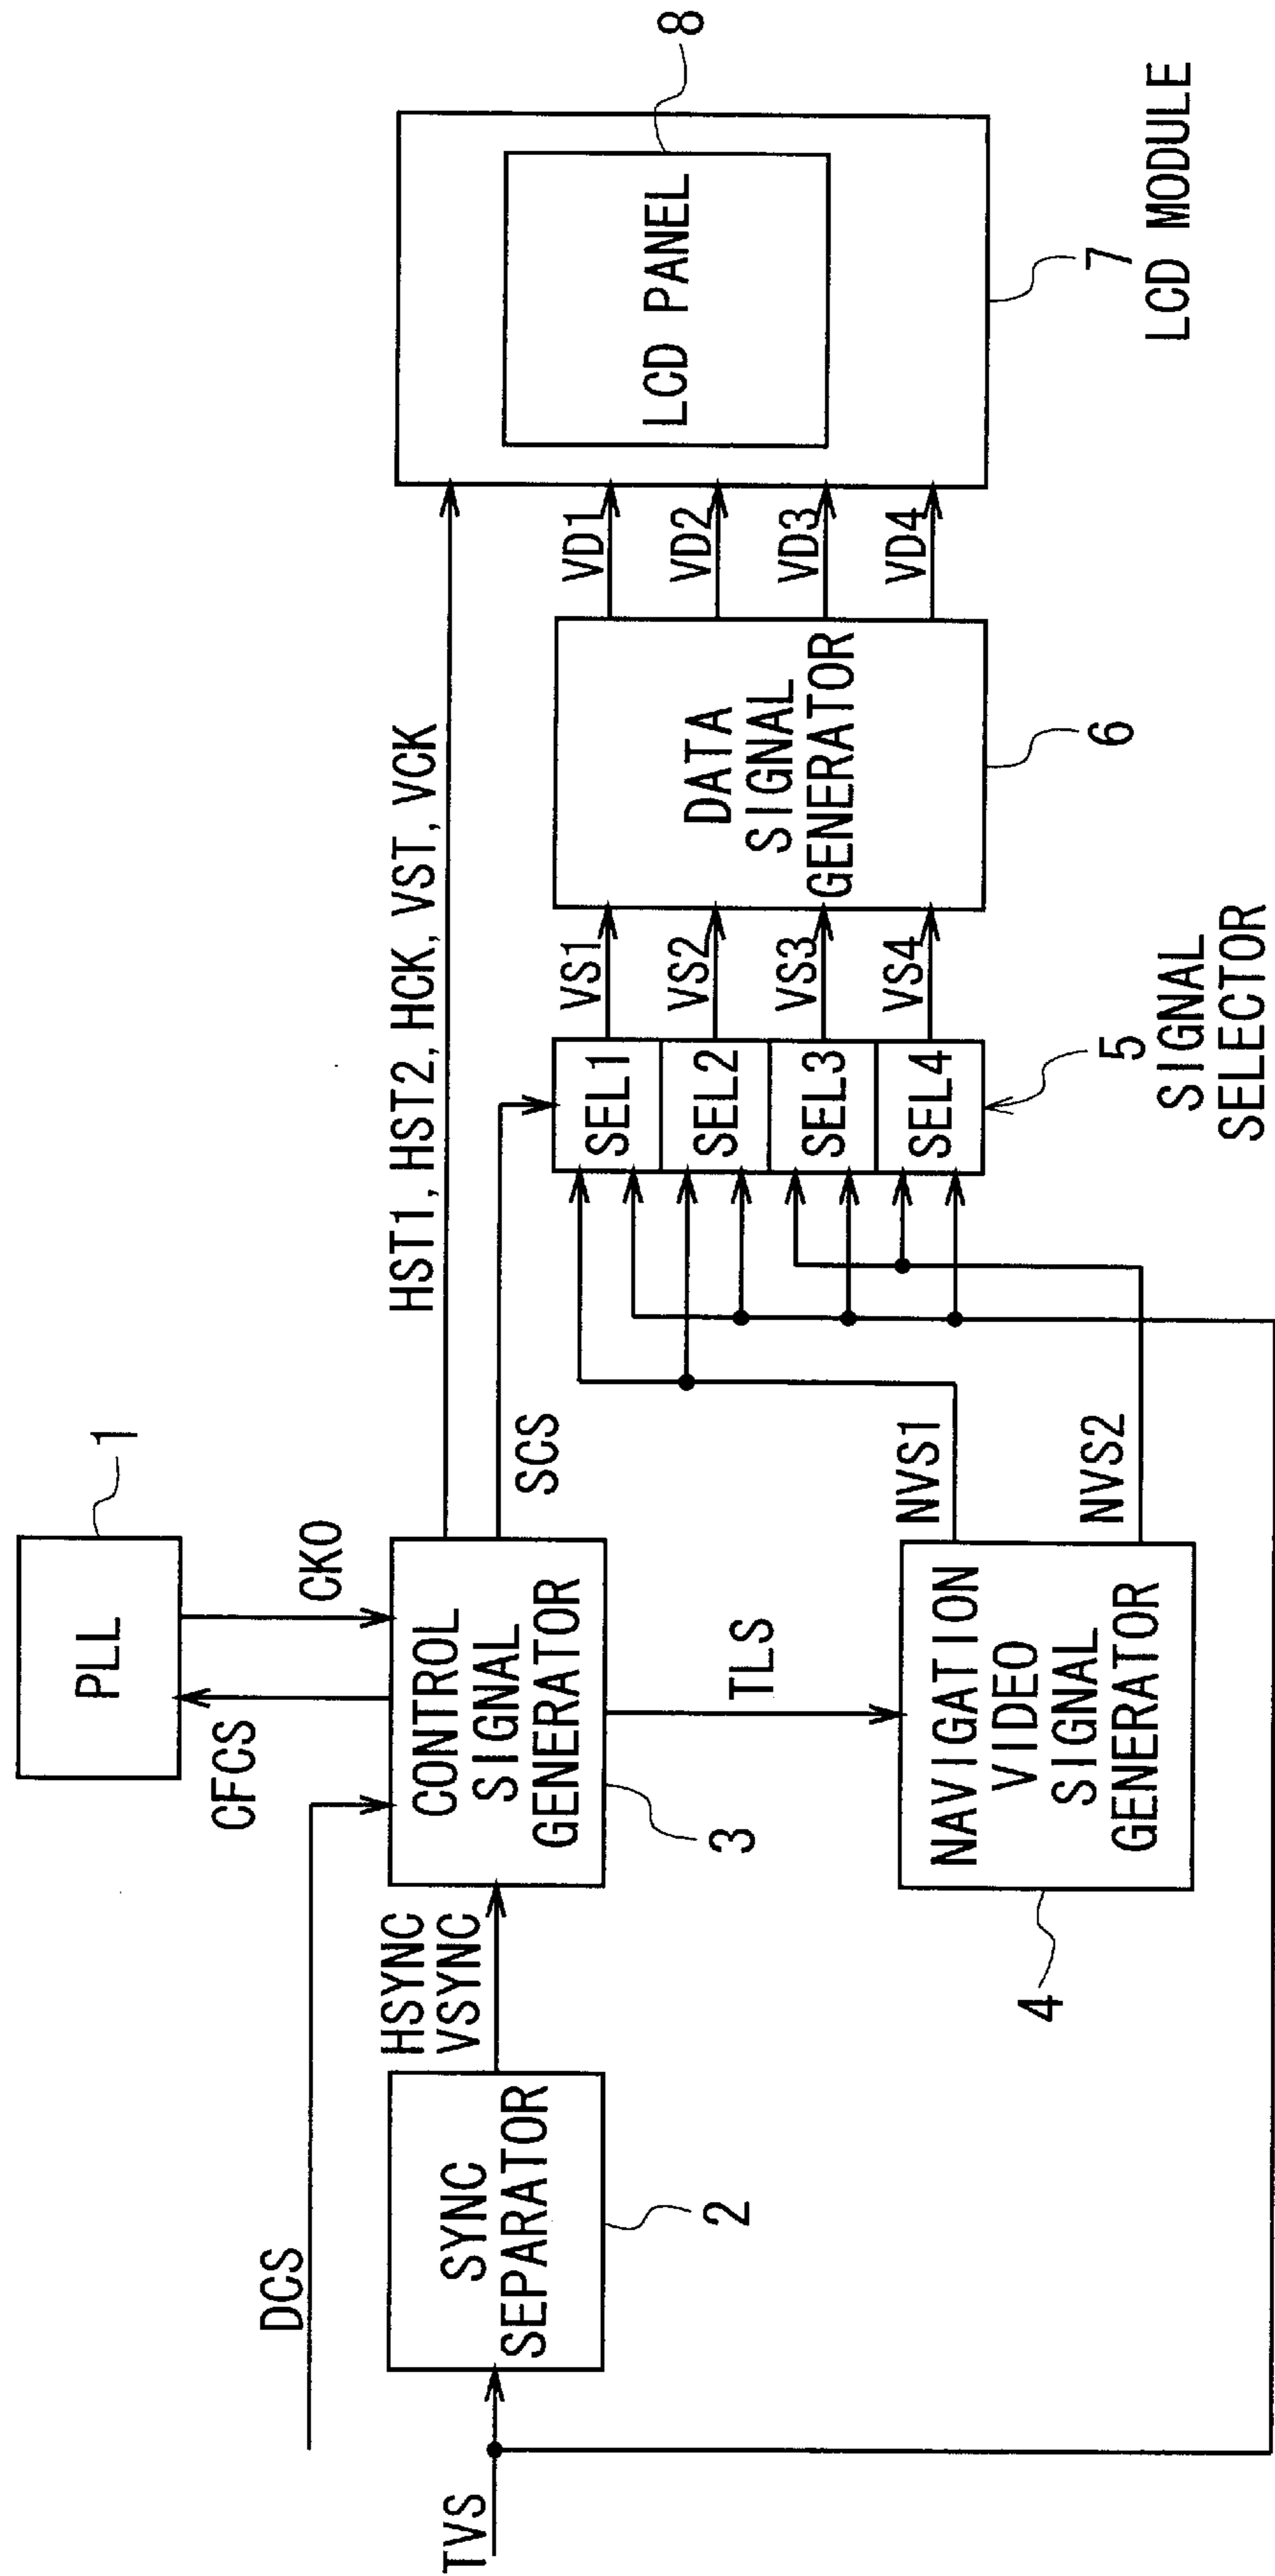 1
PLL
CKO
CFCS
DCS
HST1, HST2, HCK, VST, VCK
SCS
HSYNC
VSYNC
TVS
SYNC
SEPARATOR
2
CONTROL
SIGNAL
GENERATOR
3
TLS
NAVIGATION
VIDEO
SIGNAL
GENERATOR
4
NVS1
NVS2
SEL1
SEL2
SEL3
SEL4
5
SIGNAL
SELECTOR
VS1
VS2
VS3
VS4
DATA
SIGNAL
GENERATOR
6
VD1
VD2
VD3
VD4
LCD PANEL
8
7
LCD MODULE